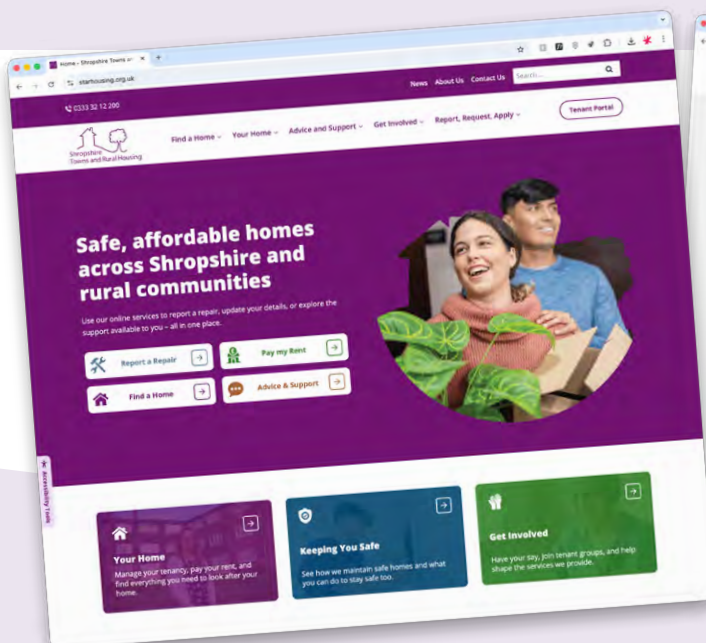 Home - Shropshire Towns an
starhousing.org.uk
0333 32 12 200
News About Us Contact Us Search...
Shropshire
Towns and Rural Housing
Find a Home Your Home Advice and Support Get Involved Report, Request, Apply Tenant Portal
Safe, affordable homes
across Shropshire and
rural communities
Use our online services to report a repair, update your details, or explore the
support available to you – all in one place.
Report a Repair
Pay my Rent
Find a Home
Advice & Support
Accessibility Tools
Your Home
Manage your tenancy, pay your rent, and
find everything you need to look after your
home.
Keeping You Safe
See how we maintain safe homes and what
you can do to stay safe too.
Get Involved
Have your say, join tenant groups, and help
shape the services we provide.